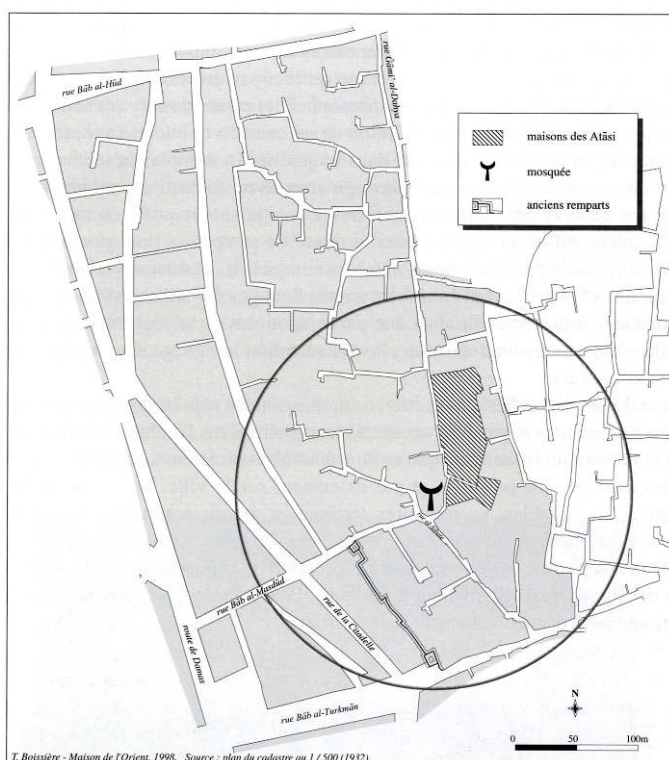 rue Bāb al-Hūd
rue Ǧāmi' al-Dahya
maisons des Atāsi
mosquée
anciens remparts
rue Bāb al-Masdūd
rue de la Citadelle
route de Damas
rue Bāb al-Turkmān
N
0 50 100m
T. Boissière - Maison de l'Orient, 1998. Source : plan du cadastre au 1 / 500 (1932).